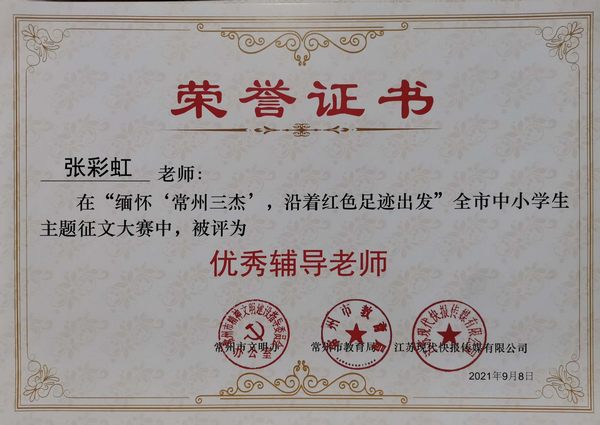 荣誉证书
张彩虹 老师：
在“缅怀‘常州三杰’，沿着红色足迹出发”全市中小学生
主题征文大赛中，被评为
优秀辅导老师
常州市文明办 常州市教育局 江苏现代快报传媒有限公司
2021年9月8日